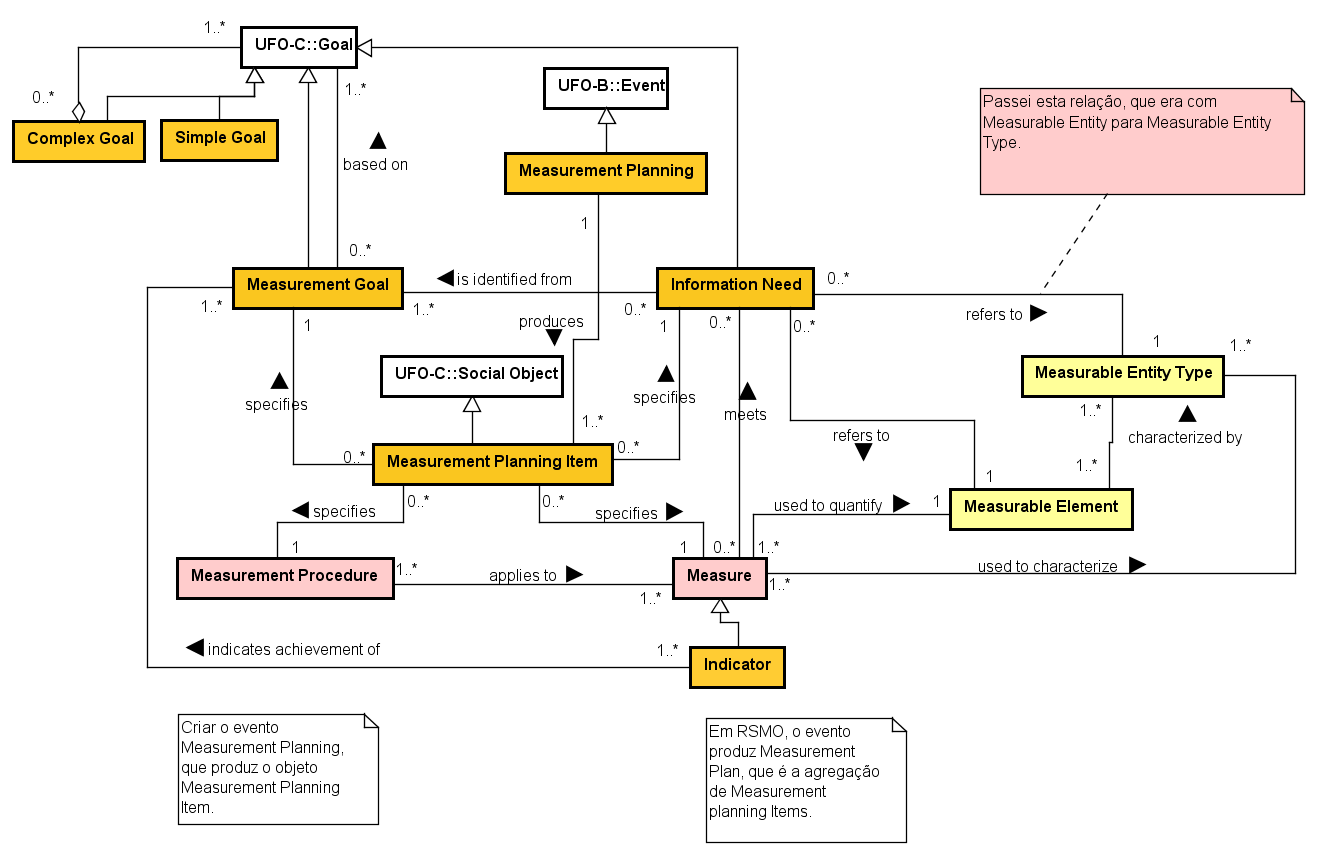 1..*
UFO-C::Goal
UFO-B::Event
0..*
1..*
Complex Goal
Simple Goal
based on
Measurement Planning
1
Passei esta relação, que era com
Measurable Entity para Measurable Entity
Type.
0..*
Measurement Goal
is identified from
Information Need
0..*
1..*
1
1..*
0..*
1
0..*
0..*
refers to
produces
1
1..*
UFO-C::Social Object
Measurable Entity Type
specifies
specifies
meets
1..*
1..*
refers to
characterized by
0..*
Measurement Planning Item
0..*
1..*
0..*
0..*
1
Measurable Element
specifies
specifies
used to quantify
1
1
1
0..*
1..*
Measurement Procedure
1..*
applies to
1..*
Measure
1..*
used to characterize
indicates achievement of
1..*
Indicator
Criar o evento
Measurement Planning,
que produz o objeto
Measurement Planning
Item.
Em RSMO, o evento
produz Measurement
Plan, que é a agregação
de Measurement
planning Items.